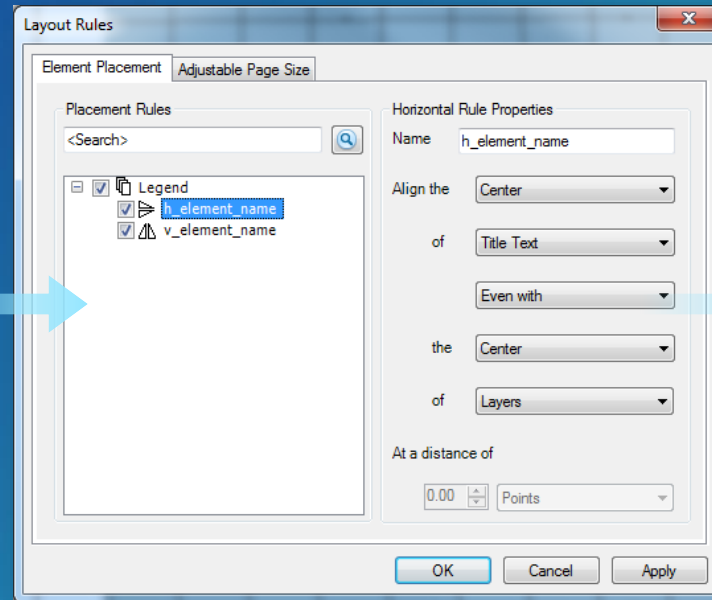 Layout Rules
Element Placement
Adjustable Page Size
Placement Rules
<Search>
Legend
h_element_name
v_element_name
Horizontal Rule Properties
Name h_element_name
Align the Center
of Title Text
Even with
the Center
of Layers
At a distance of
0.00 Points
OK Cancel Apply